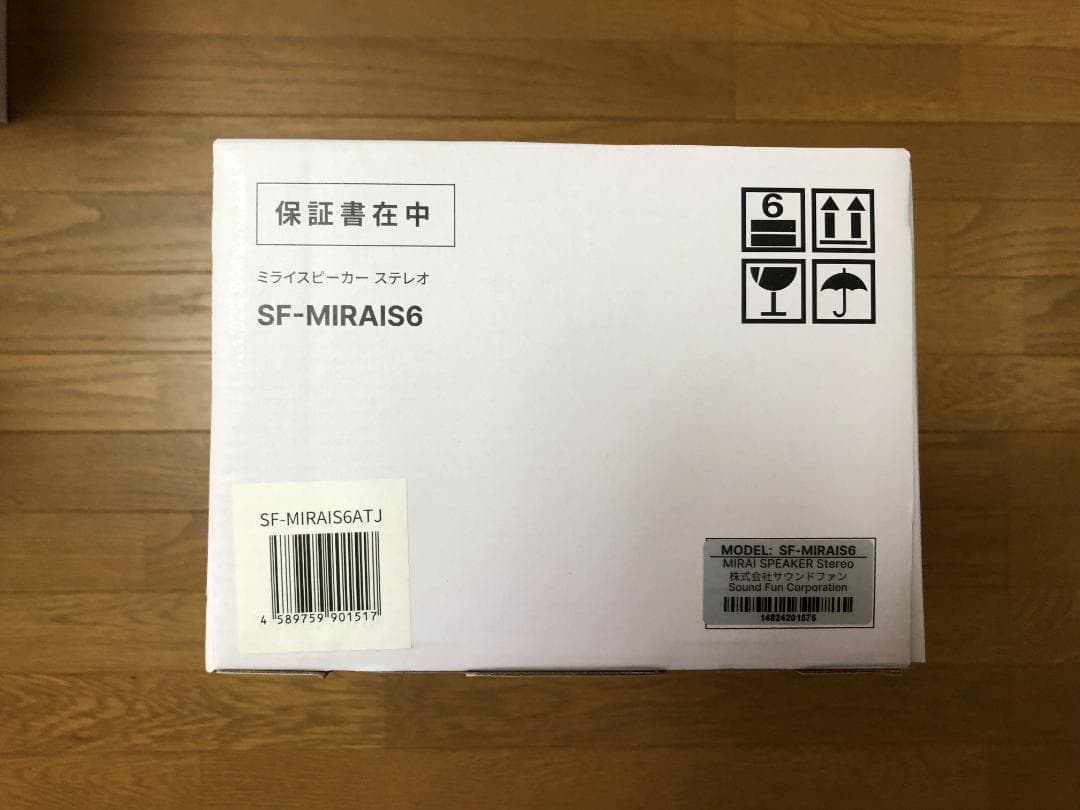 保証書在中
ミライスピーカー ステレオ
SF-MIRAIS6
6
SF-MIRAIS6ATJ
4 589759 901517
MODEL: SF-MIRAIS6
MIRAI SPEAKER Stereo
株式会社サウンドファン
Sound Fun Corporation
14824201675